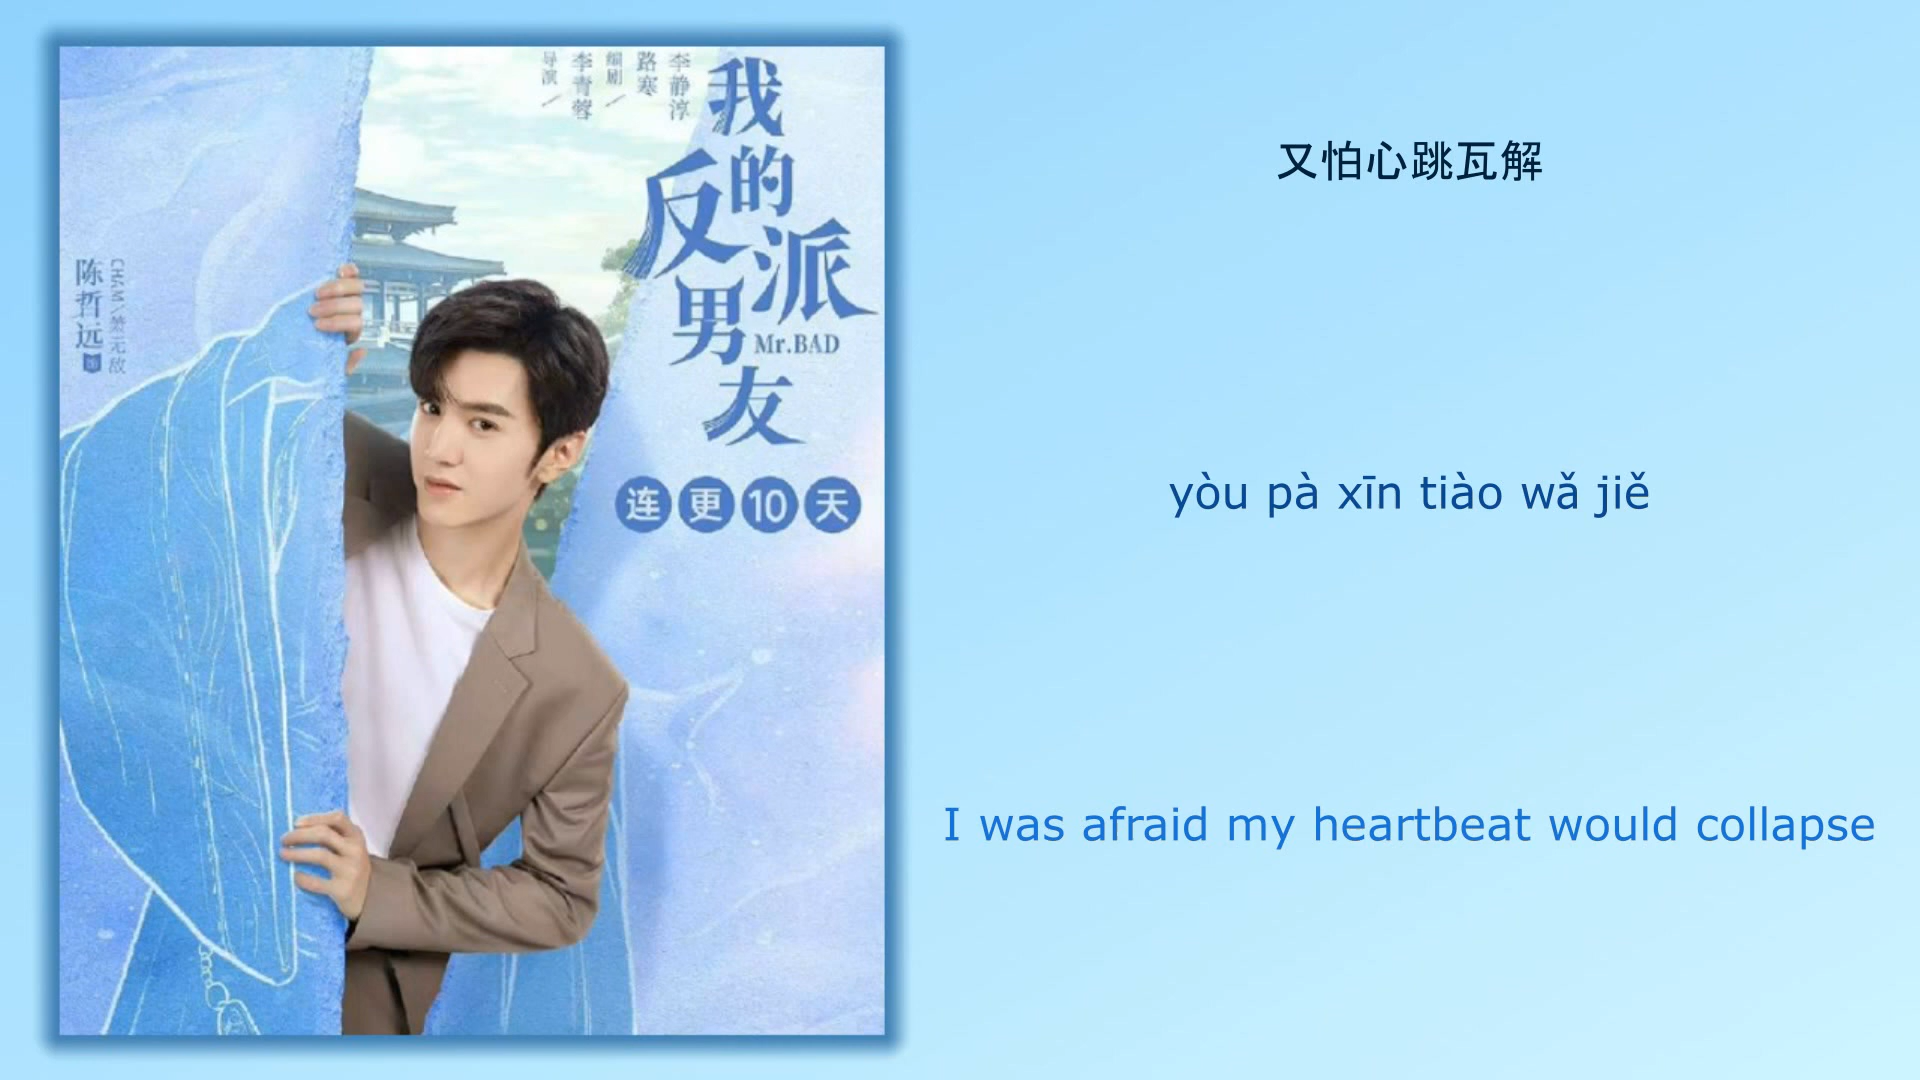 导演/李青蓉
编剧/路寒
李静淳
我的反派男友
Mr.BAD
陈哲远
CHAM/箫无敌
连更10天
又怕心跳瓦解
yòu pà xīn tiào wǎ jiě
I was afraid my heartbeat would collapse